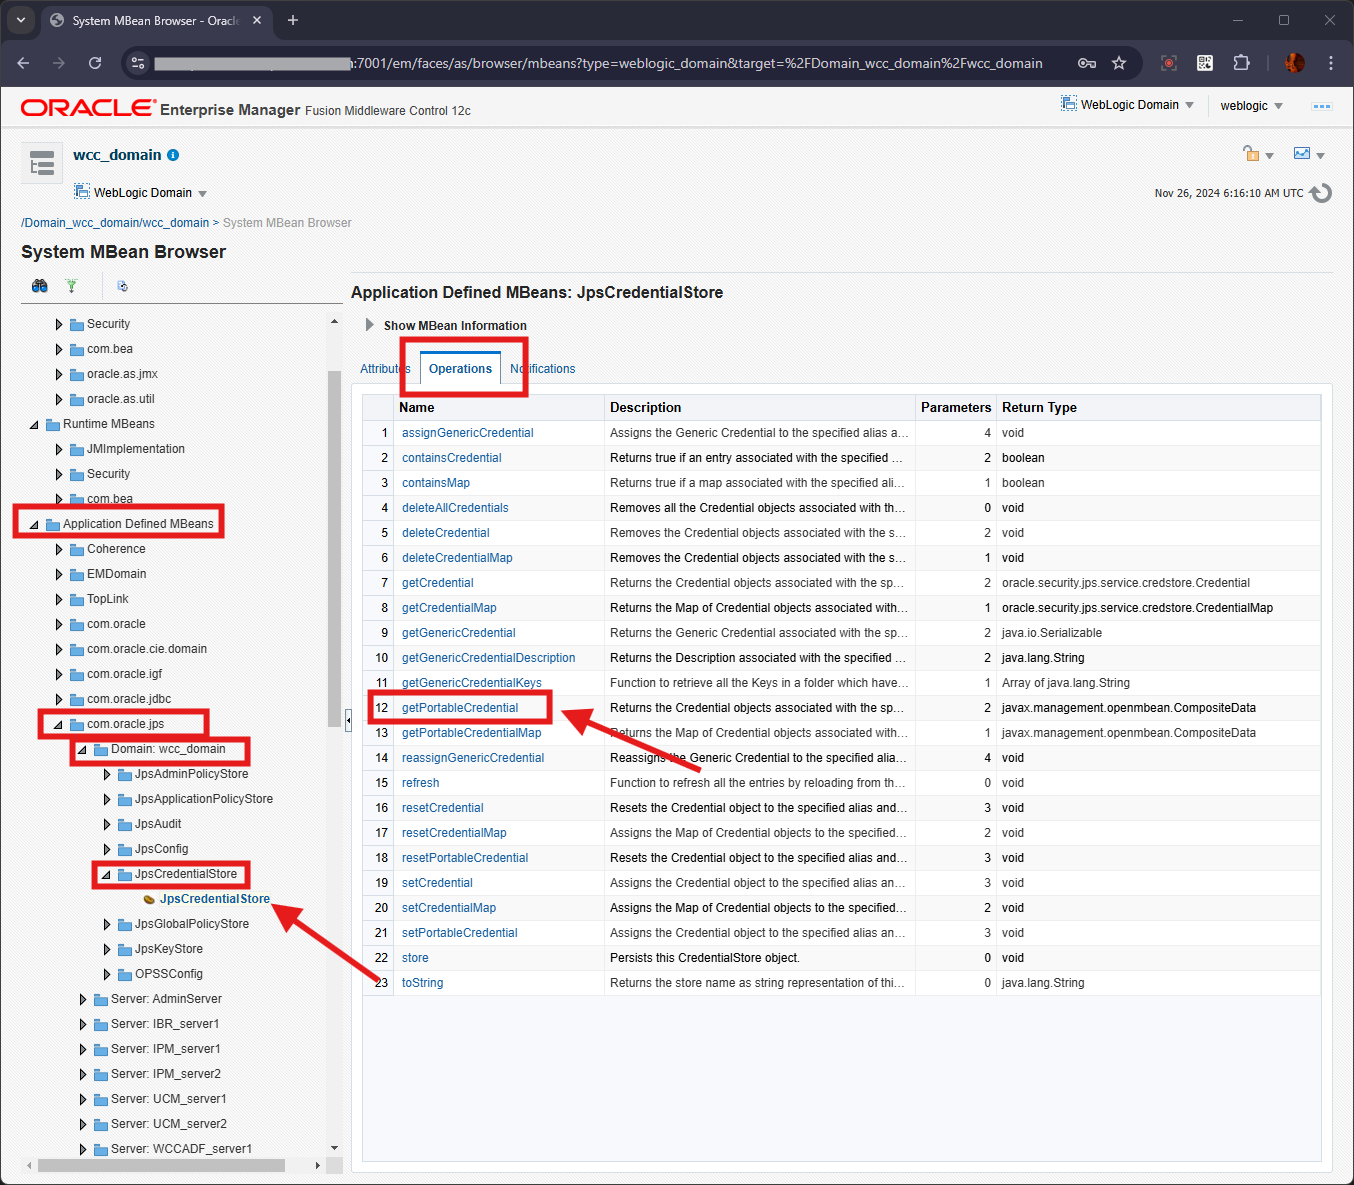 System MBean Browser - Oracle
:7001/em/faces/as/browser/mbeans?type=weblogic_domain&target=%2FDomain_wcc_domain%2Fwcc_domain
ORACLE Enterprise Manager Fusion Middleware Control 12c
WebLogic Domain
weblogic
wcc_domain
WebLogic Domain
Nov 26, 2024 6:16:10 AM UTC
/Domain_wcc_domain/wcc_domain > System MBean Browser
System MBean Browser
Security
com.bea
oracle.as.jmx
oracle.as.util
Runtime MBeans
JMImplementation
Security
com.bea
Application Defined MBeans
Coherence
EMDomain
TopLink
com.oracle
com.oracle.cie.domain
com.oracle.igf
com.oracle.jdbc
com.oracle.jps
Domain: wcc_domain
JpsAdminPolicyStore
JpsApplicationPolicyStore
JpsAudit
JpsConfig
JpsCredentialStore
JpsCredentialStore
JpsGlobalPolicyStore
JpsKeyStore
OPSSConfig
Server: AdminServer
Server: IBR_server1
Server: IPM_server1
Server: IPM_server2
Server: UCM_server1
Server: UCM_server2
Server: WCCADF_server1
Application Defined MBeans: JpsCredentialStore
Show MBean Information
Attributes Operations Notifications
Name Description Parameters Return Type
1 assignGenericCredential Assigns the Generic Credential to the specified alias a... 4 void
2 containsCredential Returns true if an entry associated with the specified ... 2 boolean
3 containsMap Returns true if a map associated with the specified ali... 1 boolean
4 deleteAllCredentials Removes all the Credential objects associated with th... 0 void
5 deleteCredential Removes the Credential objects associated with the s... 2 void
6 deleteCredentialMap Removes the Credential objects associated with the s... 1 void
7 getCredential Returns the Credential objects associated with the sp... 2 oracle.security.jps.service.credstore.Credential
8 getCredentialMap Returns the Map of Credential objects associated with... 1 oracle.security.jps.service.credstore.CredentialMap
9 getGenericCredential Returns the Generic Credential associated with the sp... 2 java.io.Serializable
10 getGenericCredentialDescription Returns the Description associated with the specified ... 2 java.lang.String
11 getGenericCredentialKeys Function to retrieve all the Keys in a folder which have... 1 Array of java.lang.String
12 getPortableCredential Returns the Credential objects associated with the sp... 2 javax.management.openmbean.CompositeData
13 getPortableCredentialMap Returns the Map of Credential objects associated with... 1 javax.management.openmbean.CompositeData
14 reassignGenericCredential Reassigns the Generic Credential to the specified alia... 4 void
15 refresh Function to refresh all the entries by reloading from th... 0 void
16 resetCredential Resets the Credential object to the specified alias and... 3 void
17 resetCredentialMap Assigns the Map of Credential objects to the specified... 2 void
18 resetPortableCredential Resets the Credential object to the specified alias and... 3 void
19 setCredential Assigns the Credential object to the specified alias an... 3 void
20 setCredentialMap Assigns the Map of Credential objects to the specified... 2 void
21 setPortableCredential Assigns the Credential object to the specified alias an... 3 void
22 store Persists this CredentialStore object. 0 void
23 toString Returns the store name as string representation of thi... 0 java.lang.String